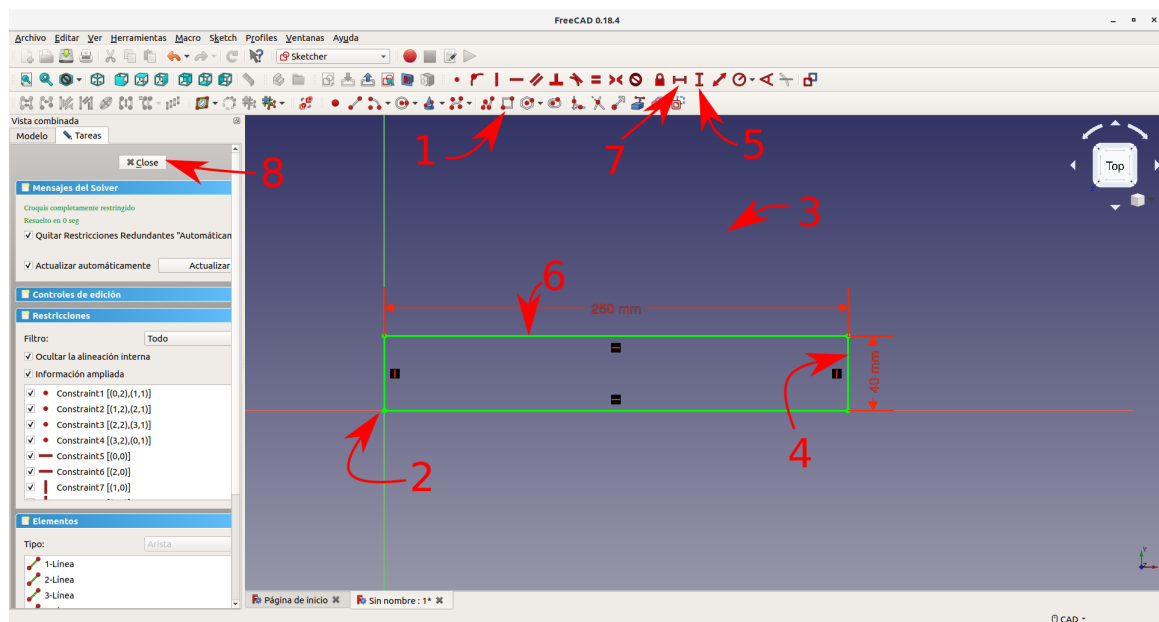 FreeCAD 0.18.4
Archivo Editar Ver Herramientas Macro Sketch Profiles Ventanas Ayuda
Sketcher
Vista combinada
Modelo Tareas
Close
Mensajes del Solver
Croquis completamente restringido
Resuelto en 0 seg
Quitar Restricciones Redundantes "Automátican
Actualizar automáticamente Actualizar
Controles de edición
Restricciones
Filtro: Todo
Ocultar la alineación interna
Información ampliada
Constraint1 [(0,2),(1,1)]
Constraint2 [(1,2),(2,1)]
Constraint3 [(2,2),(3,1)]
Constraint4 [(3,2),(0,1)]
Constraint5 [(0,0)]
Constraint6 [(2,0)]
Constraint7 [(1,0)]
Elementos
Tipo: Arista
1-Línea
2-Línea
3-Línea
1
7
5
8
3
6
250 mm
40 mm
4
2
Top
Y
Página de inicio
Sin nombre : 1*
CAD